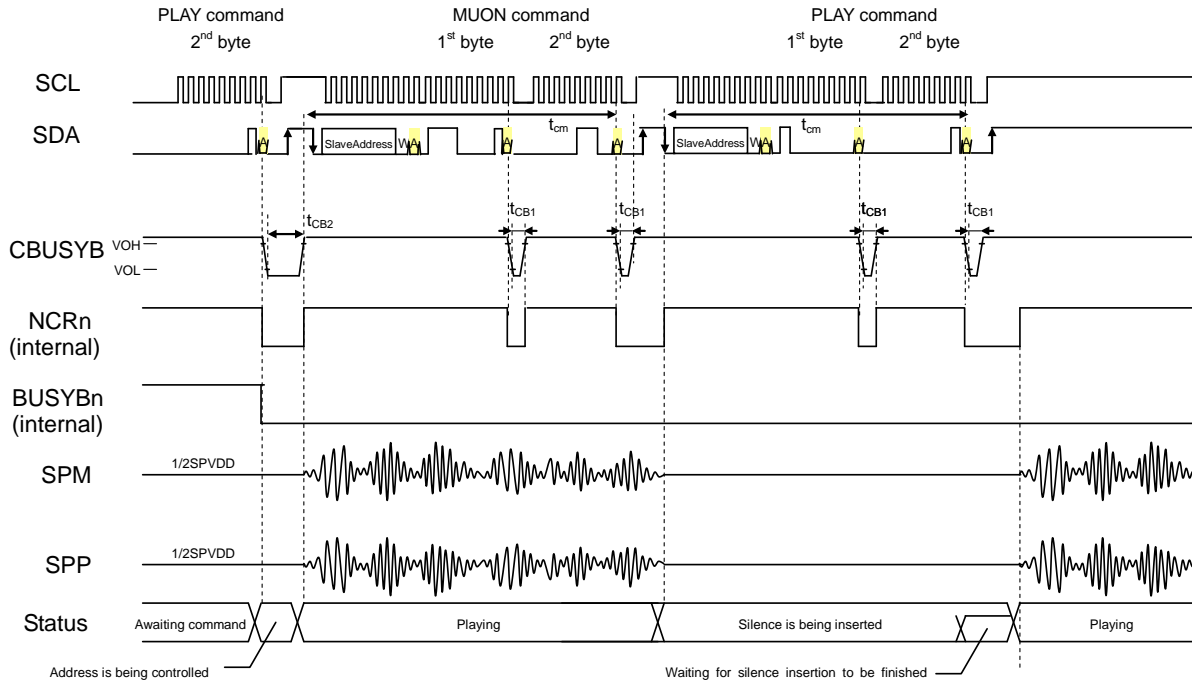 PLAY command
MUON command
PLAY command
2nd byte
1st byte
2nd byte
1st byte
2nd byte
SCL
SDA
A
SlaveAddress
W
A
A
tcm
A
SlaveAddress
W
A
tcm
A
A
tCB2
tCB1
tCB1
tCB1
tCB1
CBUSYB
VOH
VOL
NCRn
(internal)
BUSYBn
(internal)
SPM
1/2SPVDD
SPP
1/2SPVDD
Status
Awaiting command
Playing
Silence is being inserted
Playing
Address is being controlled
Waiting for silence insertion to be finished